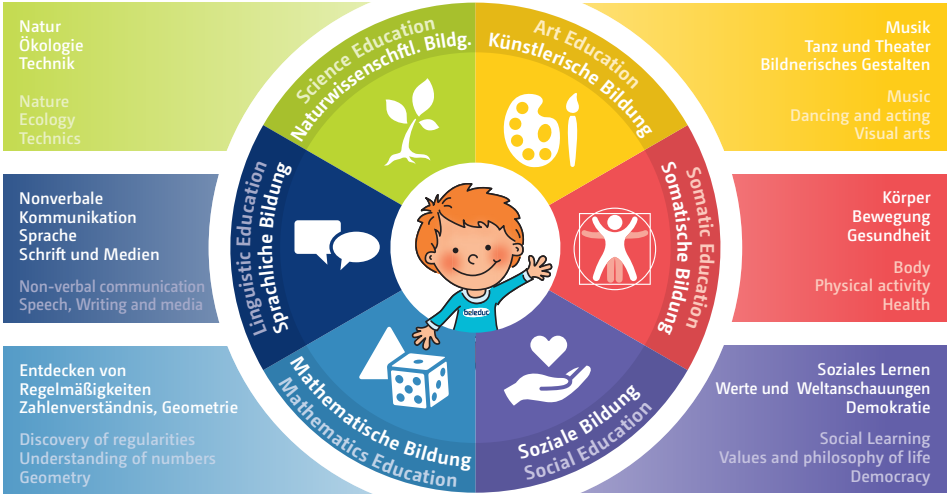 Natur
Ökologie
Technik
Nature
Ecology
Technics
Science Education
Naturwissenschftl. Bildg.
Art Education
Künstlerische Bildung
Musik
Tanz und Theater
Bildnerisches Gestalten
Music
Dancing and acting
Visual arts
Nonverbale
Kommunikation
Sprache
Schrift und Medien
Non-verbal communication
Speech, Writing and media
Linguistic Education
Sprachliche Bildung
Somatic Education
Somatische Bildung
Körper
Bewegung
Gesundheit
Body
Physical activity
Health
beleduc
Entdecken von
Regelmäßigkeiten
Zahlenverständnis, Geometrie
Discovery of regularities
Understanding of numbers
Geometry
Mathematische Bildung
Mathematics Education
Soziale Bildung
Social Education
Soziales Lernen
Werte und Weltanschauungen
Demokratie
Social Learning
Values and philosophy of life
Democracy